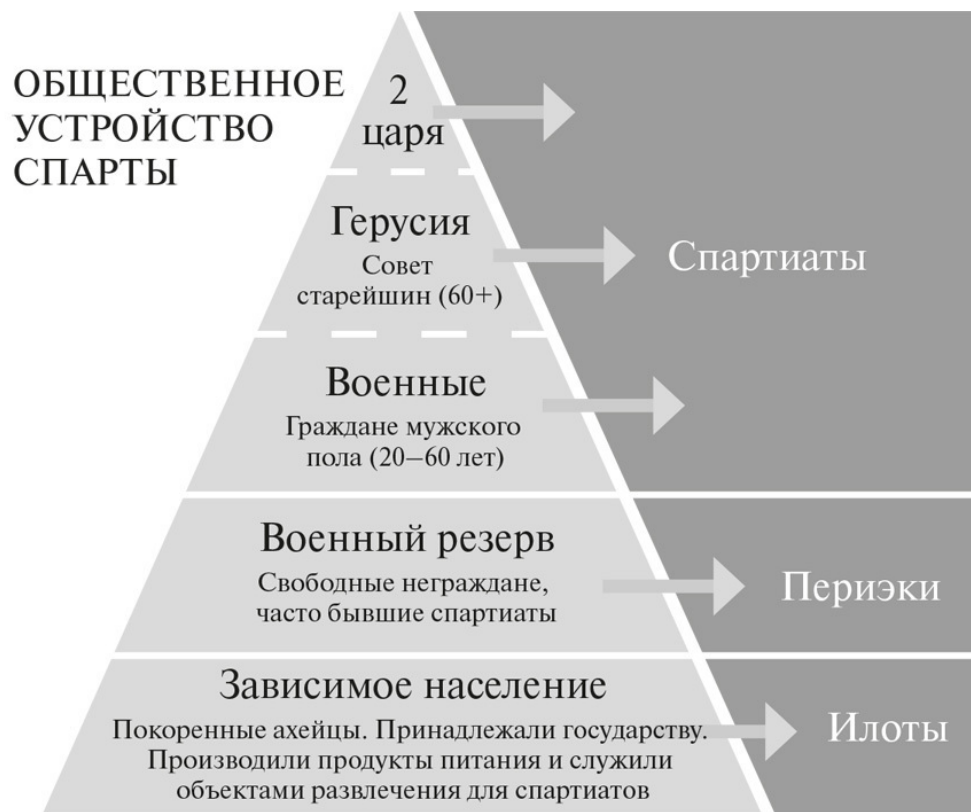 ОБЩЕСТВЕННОЕ
УСТРОЙСТВО
СПАРТЫ
2
царя
Герусия
Совет
старейшин (60+)
Спартиаты
Военные
Граждане мужского
пола (20–60 лет)
Военный резерв
Свободные неграждане,
часто бывшие спартиаты
Периэки
Зависимое население
Покоренные ахейцы. Принадлежали государству.
Производили продукты питания и служили
объектами развлечения для спартиатов
Илоты